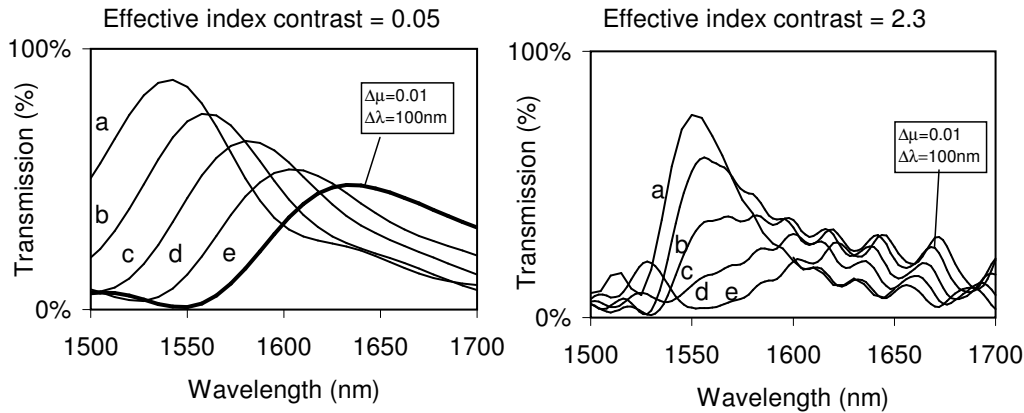 Effective index contrast = 0.05
100%
Δμ=0.01
Δλ=100nm
a
b
c d e
Transmission (%)
0%
1500 1550 1600 1650 1700
Wavelength (nm)
Effective index contrast = 2.3
100%
Δμ=0.01
Δλ=100nm
a
b
c
d e
Transmission (%)
0%
1500 1550 1600 1650 1700
Wavelength (nm)